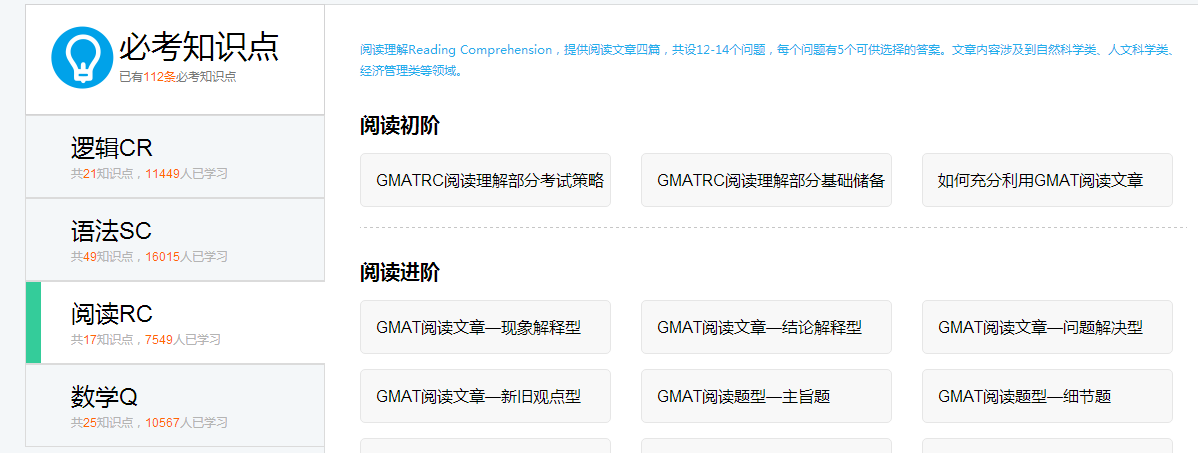 必考知识点
已有112条必考知识点
逻辑CR
共21知识点，11449人已学习
语法SC
共49知识点，16015人已学习
阅读RC
共17知识点，7549人已学习
数学Q
共25知识点，10567人已学习
阅读理解Reading Comprehension，提供阅读文章四篇，共设12-14个问题，每个问题有5个可供选择的答案。文章内容涉及到自然科学类、人文科学类、
经济管理类等领域。
阅读初阶
GMATRC阅读理解部分考试策略
GMATRC阅读理解部分基础储备
如何充分利用GMAT阅读文章
阅读进阶
GMAT阅读文章—现象解释型
GMAT阅读文章—结论解释型
GMAT阅读文章—问题解决型
GMAT阅读文章—新旧观点型
GMAT阅读题型—主旨题
GMAT阅读题型—细节题